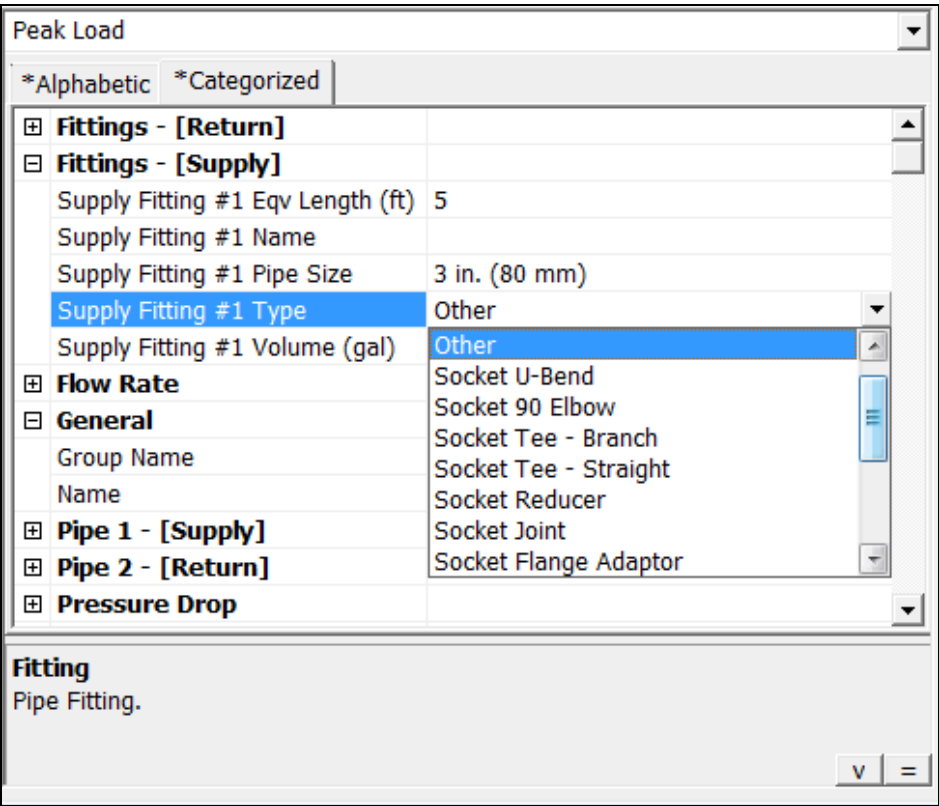 Peak Load
*Alphabetic *Categorized
Fittings - [Return]
Fittings - [Supply]
Supply Fitting #1 Eqv Length (ft) 5
Supply Fitting #1 Name
Supply Fitting #1 Pipe Size 3 in. (80 mm)
Supply Fitting #1 Type Other
Supply Fitting #1 Volume (gal) Other
Socket U-Bend
Flow Rate
Socket 90 Elbow
General
Socket Tee - Branch
Group Name
Socket Tee - Straight
Name
Socket Reducer
Pipe 1 - [Supply]
Socket Joint
Pipe 2 - [Return]
Socket Flange Adaptor
Pressure Drop
Fitting
Pipe Fitting.
v =